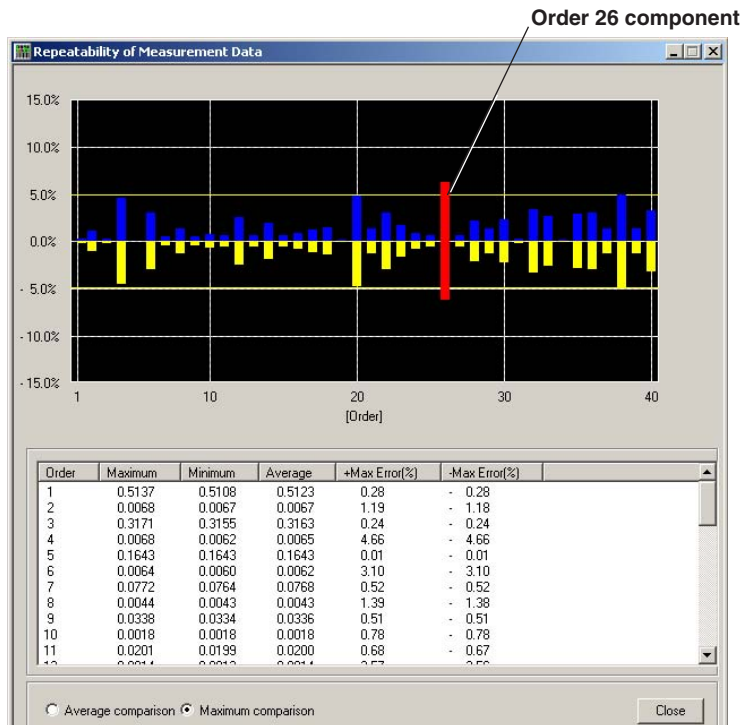 Order 26 component
Repeatability of Measurement Data
15.0%
10.0%
5.0%
0.0%
- 5.0%
- 10.0%
- 15.0%
1 10 20 30 40
[Order]
Order Maximum Minimum Average +Max Error(%) -Max Error(%)
1 0.5137 0.5108 0.5123 0.28 - 0.28
2 0.0068 0.0067 0.0067 1.19 - 1.18
3 0.3171 0.3155 0.3163 0.24 - 0.24
4 0.0068 0.0062 0.0065 4.66 - 4.66
5 0.1643 0.1643 0.1643 0.01 - 0.01
6 0.0064 0.0060 0.0062 3.10 - 3.10
7 0.0772 0.0764 0.0768 0.52 - 0.52
8 0.0044 0.0043 0.0043 1.39 - 1.38
9 0.0338 0.0334 0.0336 0.51 - 0.51
10 0.0018 0.0018 0.0018 0.78 - 0.78
11 0.0201 0.0199 0.0200 0.68 - 0.67
Average comparison Maximum comparison Close